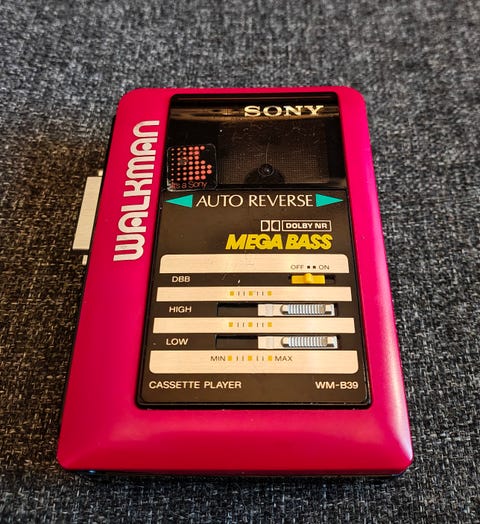 SONY
WALKMAN
It's a Sony
AUTO REVERSE
DOLBY NR
MEGA BASS
OFF ON
DBB
HIGH
LOW
MIN MAX
CASSETTE PLAYER WM-B39